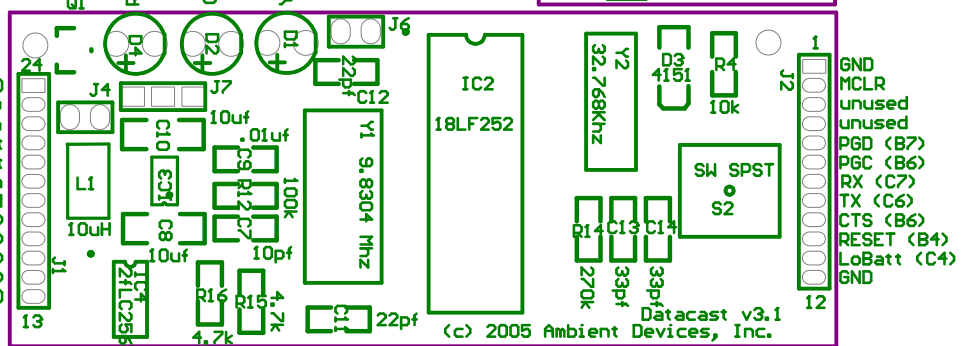 Q1
J6
D4
D2
D1
24
22pf
C12
J4
J7
10uf
C10
.01uf
C9
L1
IC3
R12
100k
C7
10pf
10uH
C8
10uf
Y1 9.8304 Mhz
IC2
18LF252
Y2
32.768Khz
D3
4151
R4
10k
SW SPST
S2
R14
C13
C14
270k
33pf
33pf
J1
IC4
R16
4.7k
R15
4.7k
C11
22pf
13
Datacast v3.1
(c) 2005 Ambient Devices, Inc.
1
J2
12
GND
MCLR
unused
unused
PGD (B7)
PGC (B6)
RX (C7)
TX (C6)
CTS (B6)
RESET (B4)
LoBatt (C4)
GND